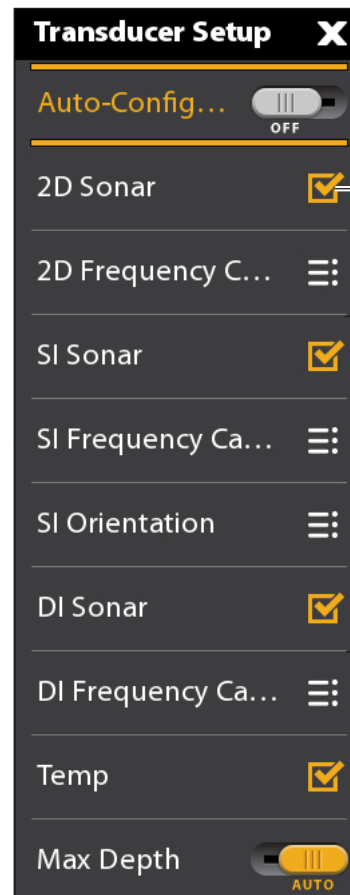 Transducer Setup X
Auto-Config...
OFF
2D Sonar
2D Frequency C...
SI Sonar
SI Frequency Ca...
SI Orientation
DI Sonar
DI Frequency Ca...
Temp
Max Depth
AUTO